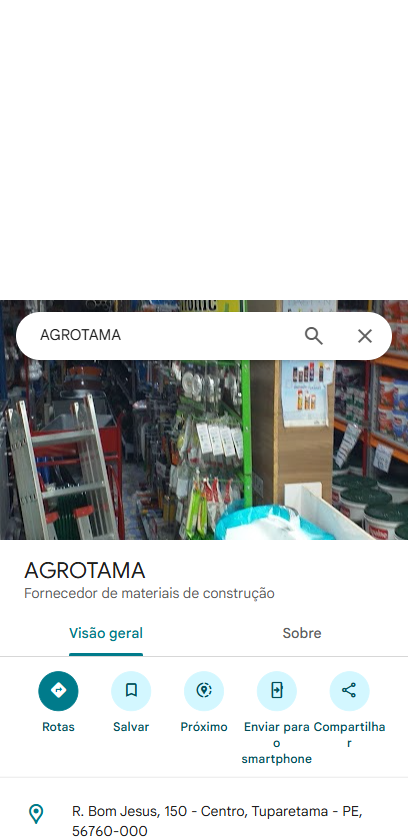 AGROTAMA
AGROTAMA
Fornecedor de materiais de construção
Visão geral
Sobre
Rotas
Salvar
Próximo
Enviar para o smartphone
Compartilhar
R. Bom Jesus, 150 - Centro, Tuparetama - PE,
56760-000